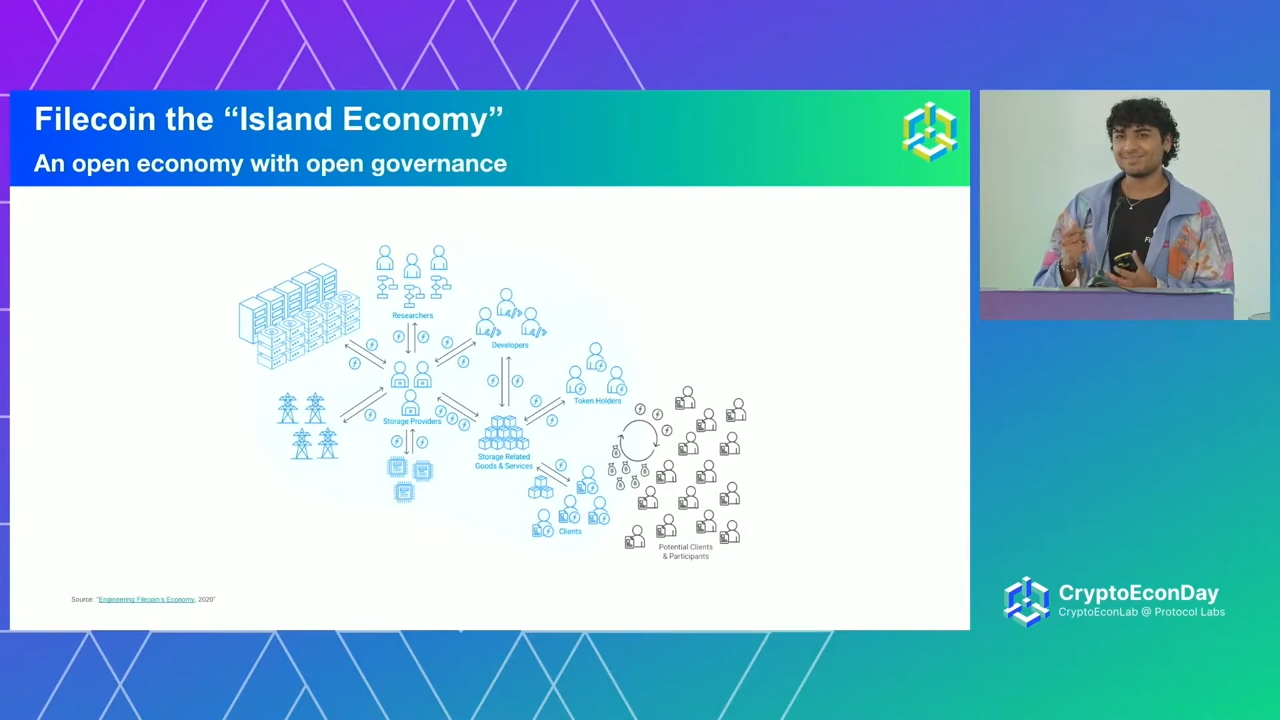 Filecoin the “Island Economy”
An open economy with open governance
Researchers
Developers
Token Holders
Storage Providers
Storage Related
Goods & Services
Clients
Potential Clients
& Participants
Source: “Engineering Filecoin's Economy, 2020”
CryptoEconDay
CryptoEconLab @ Protocol Labs